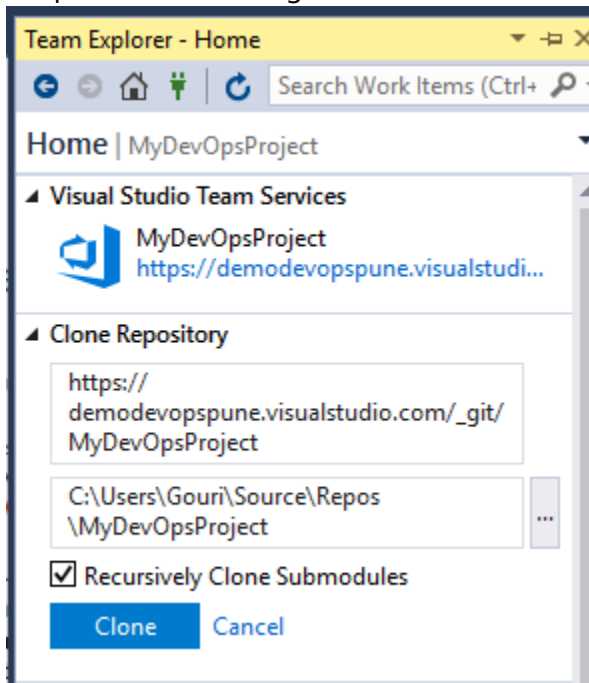 Team Explorer - Home
Search Work Items (Ctrl+
Home | MyDevOpsProject
Visual Studio Team Services
MyDevOpsProject
https://demodevopspune.visualstudi...
Clone Repository
https://
demodevopspune.visualstudio.com/_git/
MyDevOpsProject
C:\Users\Gouri\Source\Repos
\MyDevOpsProject
...
Recursively Clone Submodules
Clone Cancel